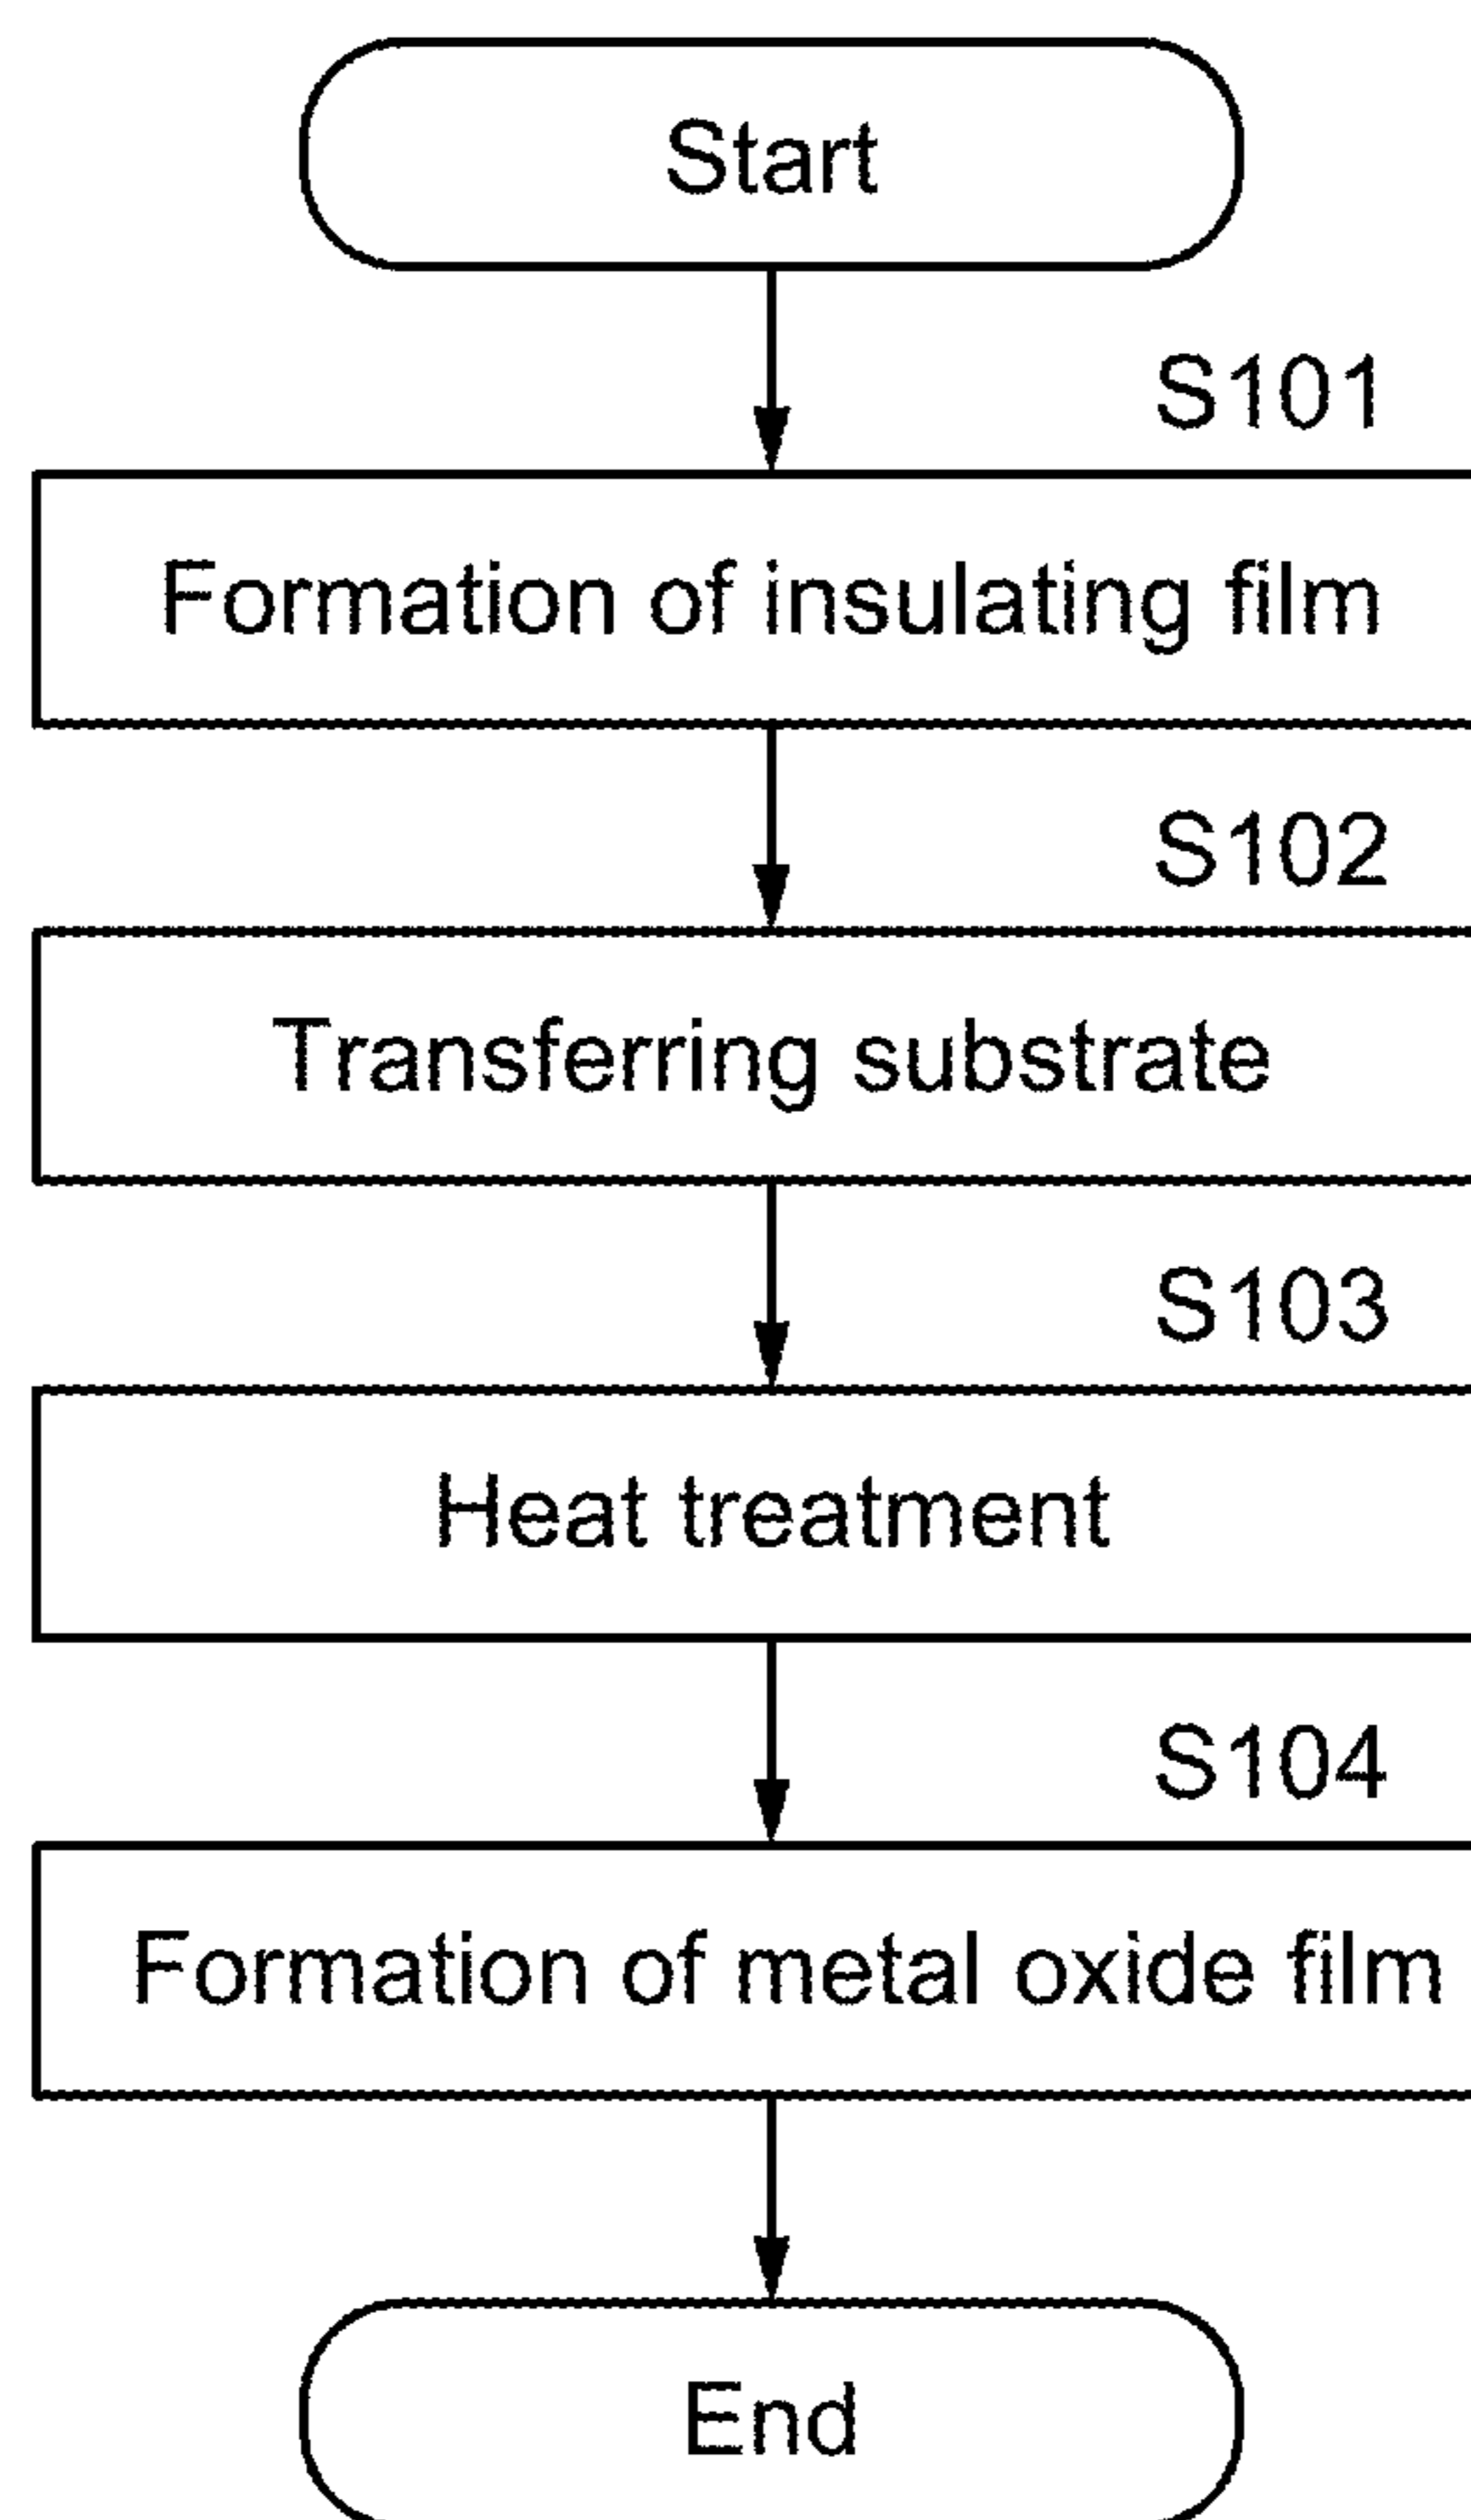 Start
S101
Formation of insulating film
S102
Transferring substrate
S103
Heat treatment
S104
Formation of metal oxide film
End